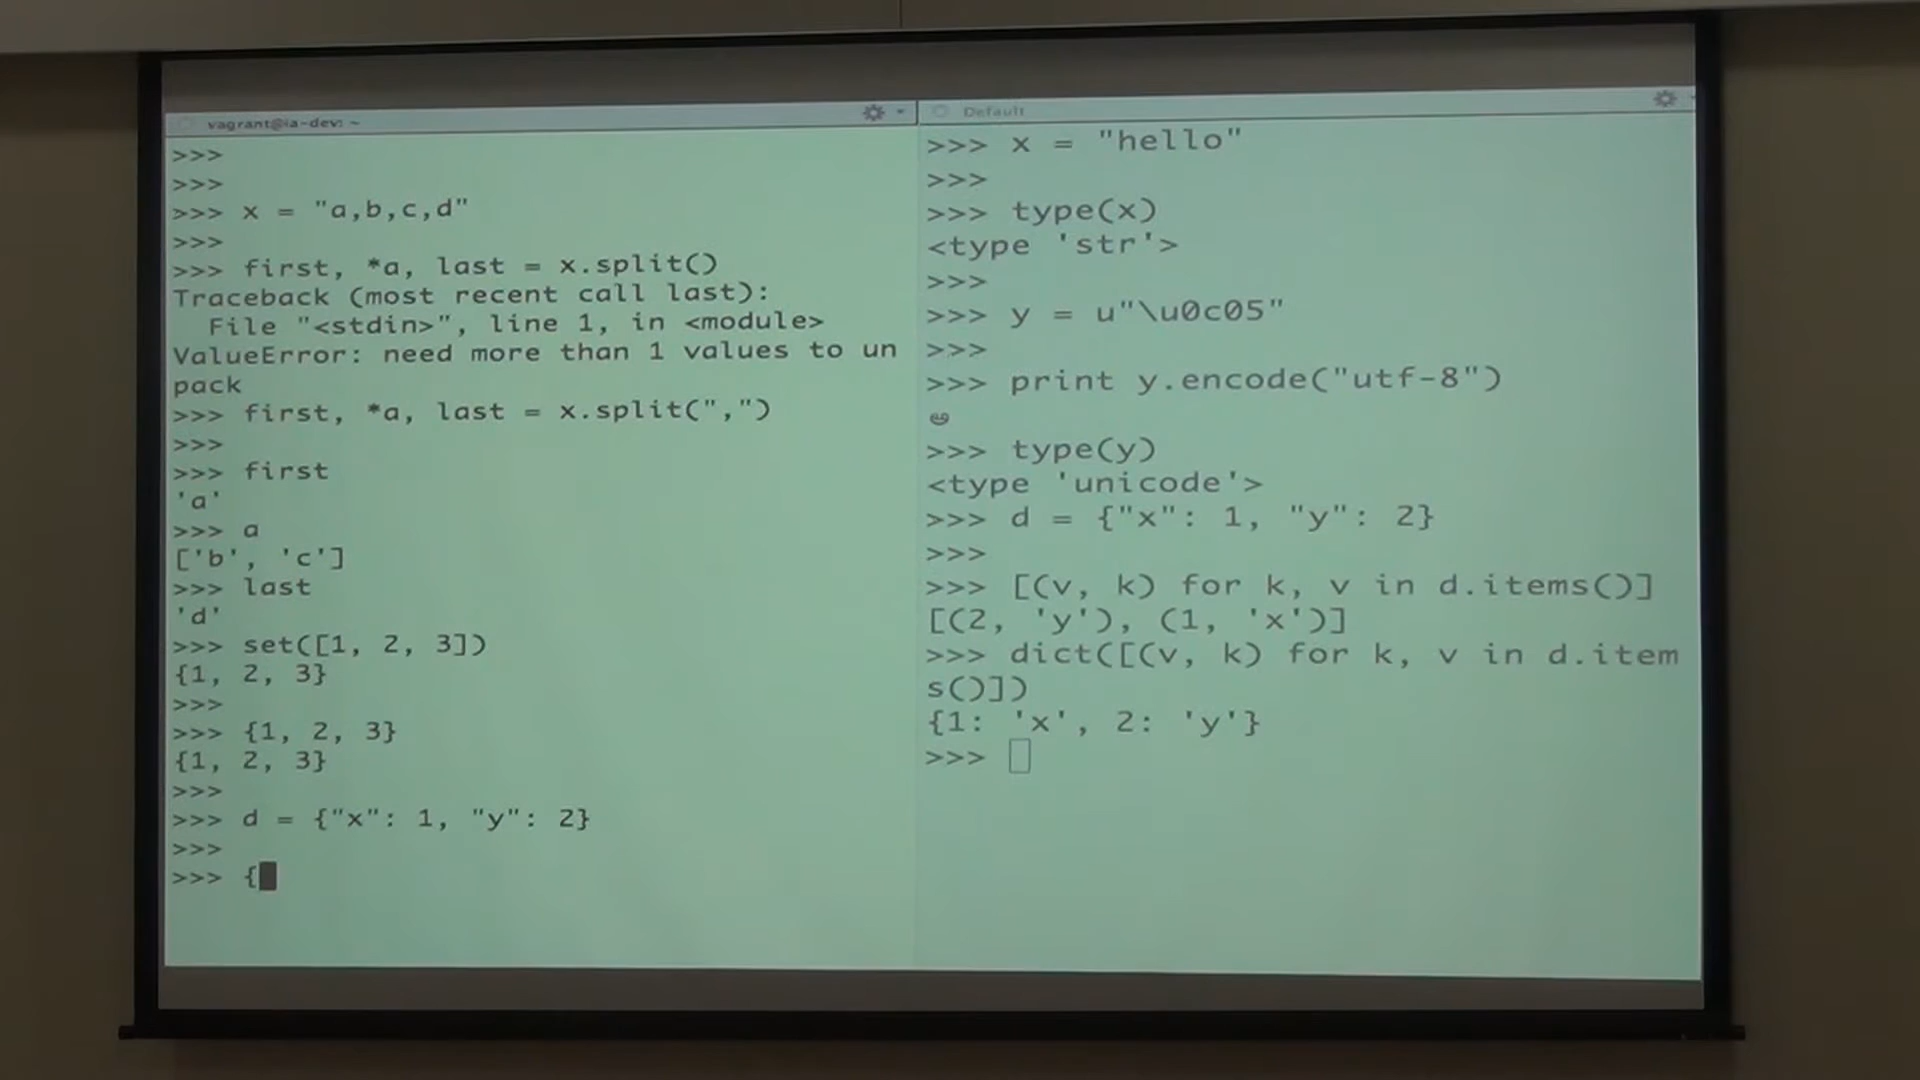 vagrant@ia-dev: ~
>>>
>>>
>>> x = "a,b,c,d"
>>>
>>> first, *a, last = x.split()
Traceback (most recent call last):
  File "<stdin>", line 1, in <module>
ValueError: need more than 1 values to un
pack
>>> first, *a, last = x.split(",")
>>>
>>> first
'a'
>>> a
['b', 'c']
>>> last
'd'
>>> set([1, 2, 3])
{1, 2, 3}
>>>
>>> {1, 2, 3}
{1, 2, 3}
>>>
>>> d = {"x": 1, "y": 2}
>>>
>>> {
Default
>>> x = "hello"
>>>
>>> type(x)
<type 'str'>
>>>
>>> y = u"\u0c05"
>>>
>>> print y.encode("utf-8")
అ
>>> type(y)
<type 'unicode'>
>>> d = {"x": 1, "y": 2}
>>>
>>> [(v, k) for k, v in d.items()]
[(2, 'y'), (1, 'x')]
>>> dict([(v, k) for k, v in d.item
s()])
{1: 'x', 2: 'y'}
>>>